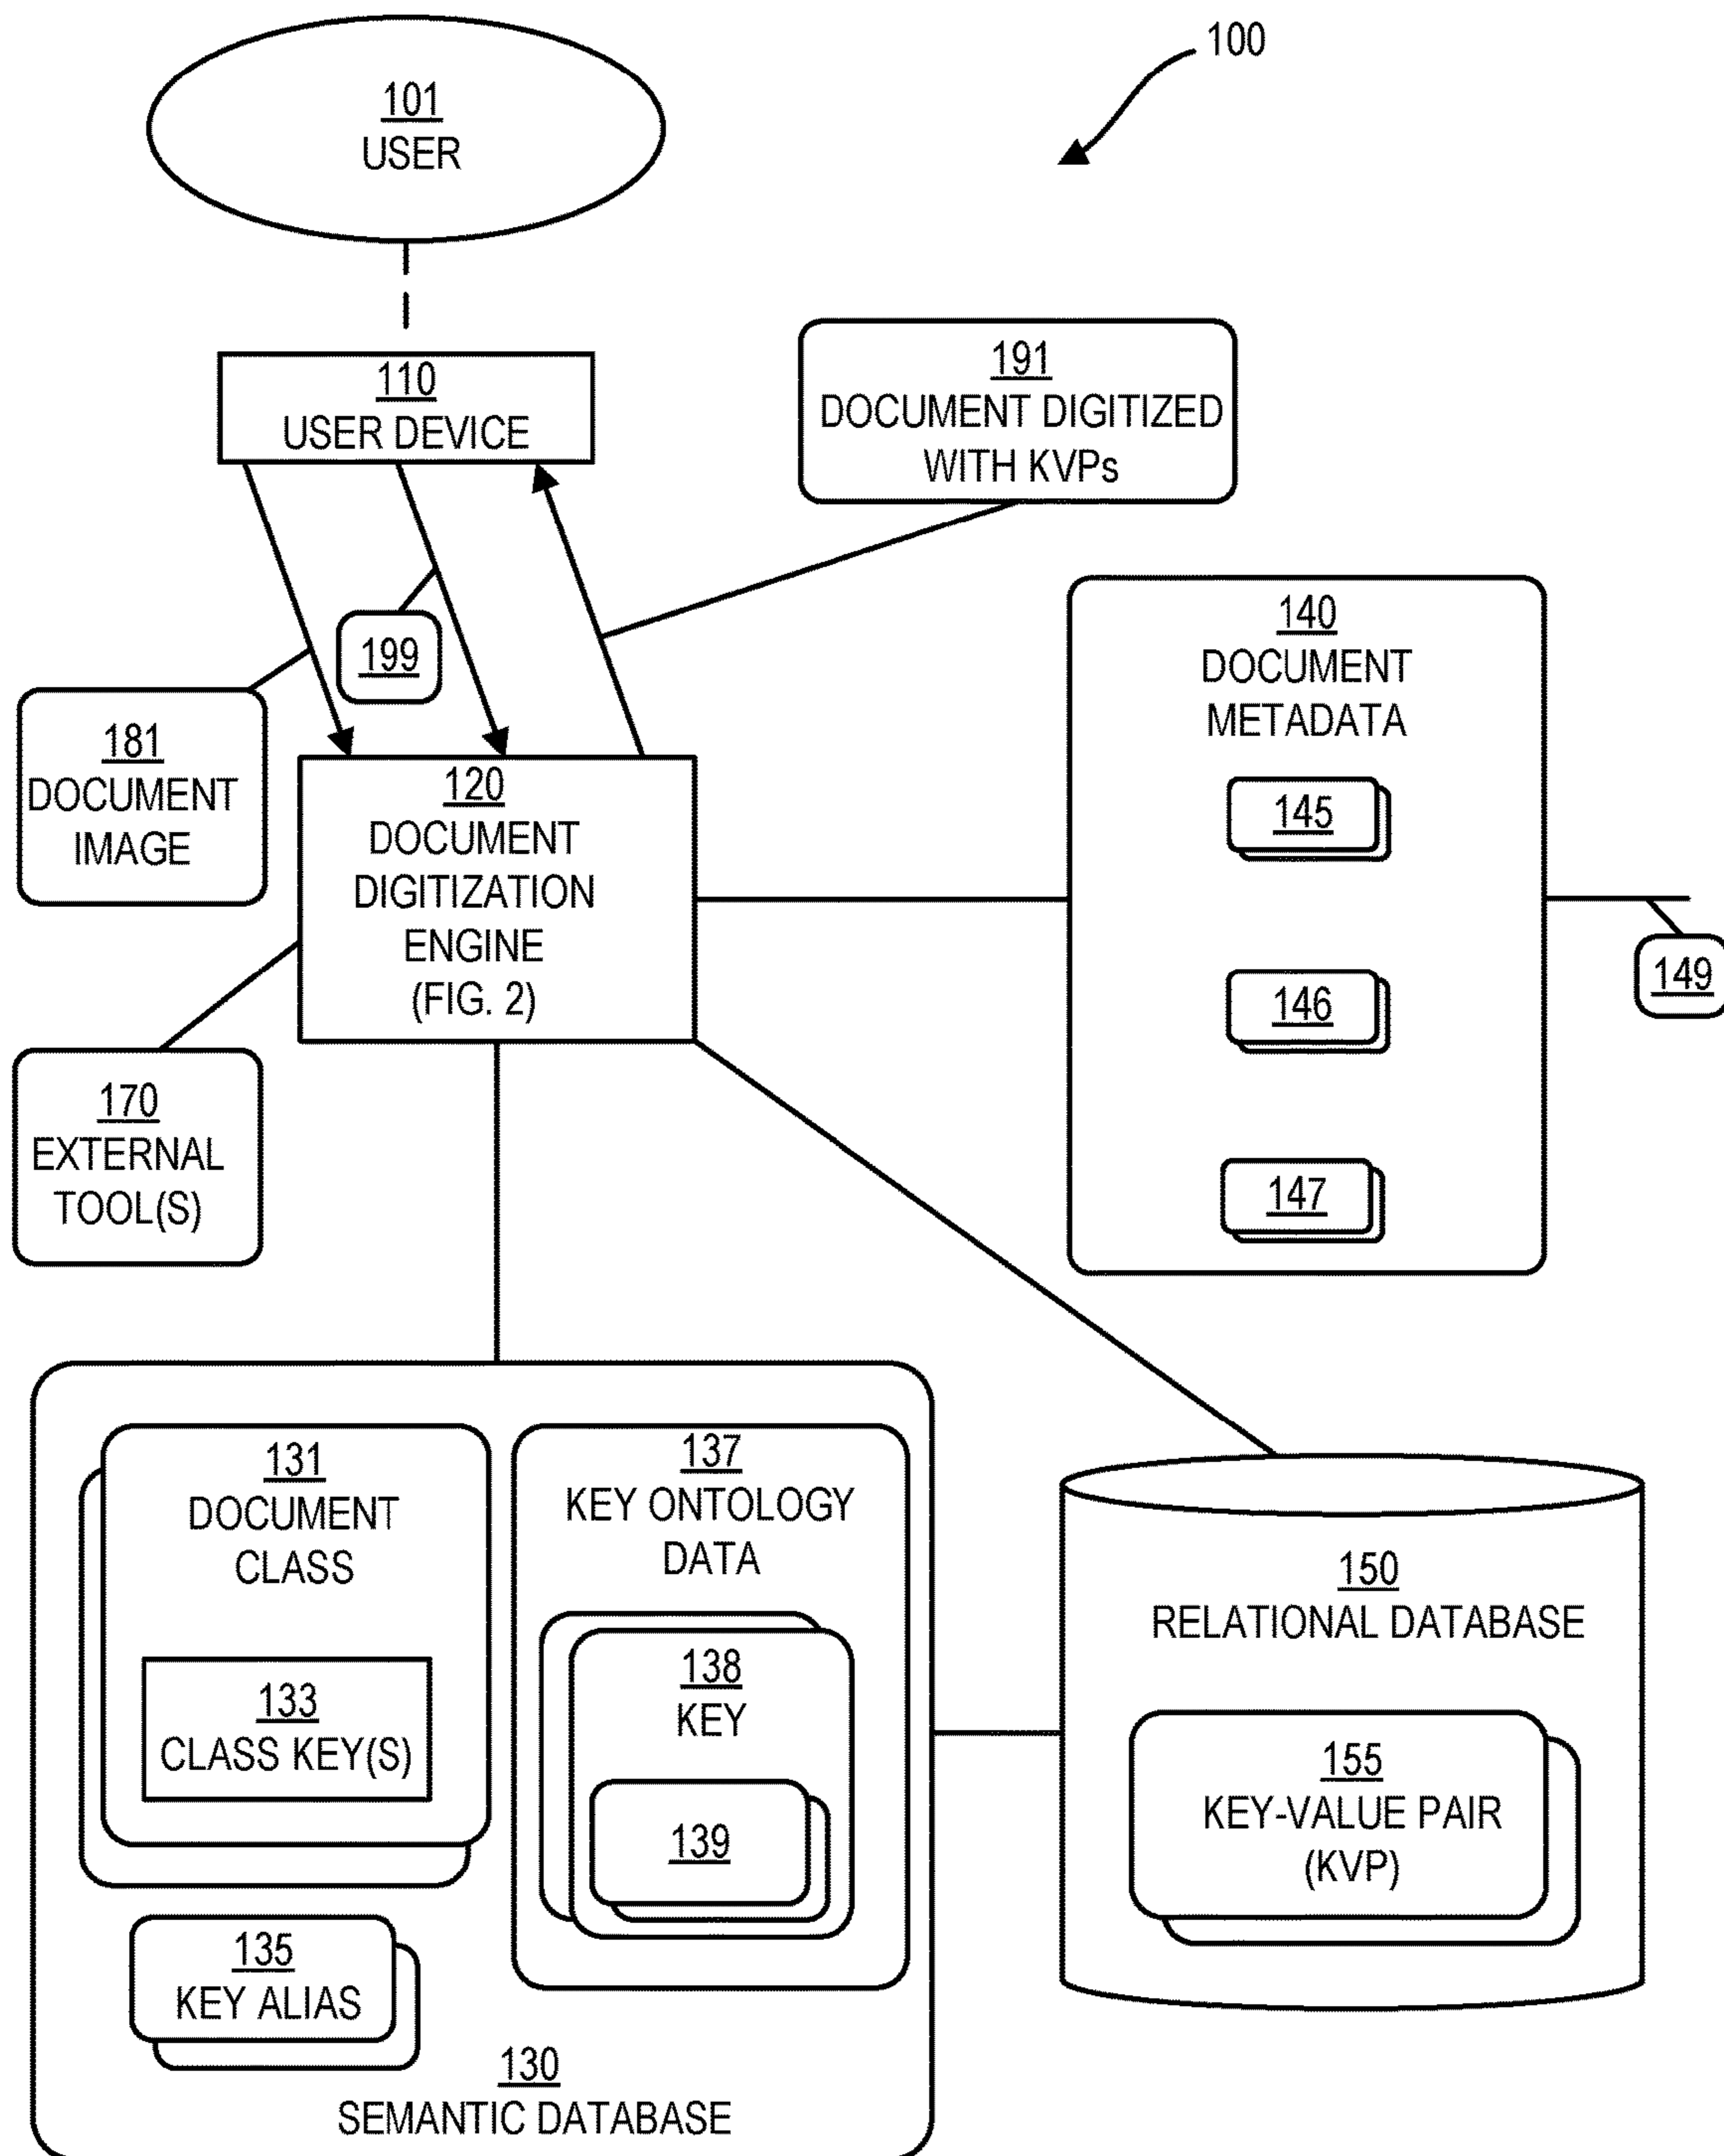 100
101
USER
110
USER DEVICE
191
DOCUMENT DIGITIZED
WITH KVPs
199
181
DOCUMENT
IMAGE
120
DOCUMENT
DIGITIZATION
ENGINE
(FIG. 2)
140
DOCUMENT
METADATA
145
146
147
149
170
EXTERNAL
TOOL(S)
131
DOCUMENT
CLASS
133
CLASS KEY(S)
135
KEY ALIAS
137
KEY ONTOLOGY
DATA
138
KEY
139
130
SEMANTIC DATABASE
150
RELATIONAL DATABASE
155
KEY-VALUE PAIR
(KVP)